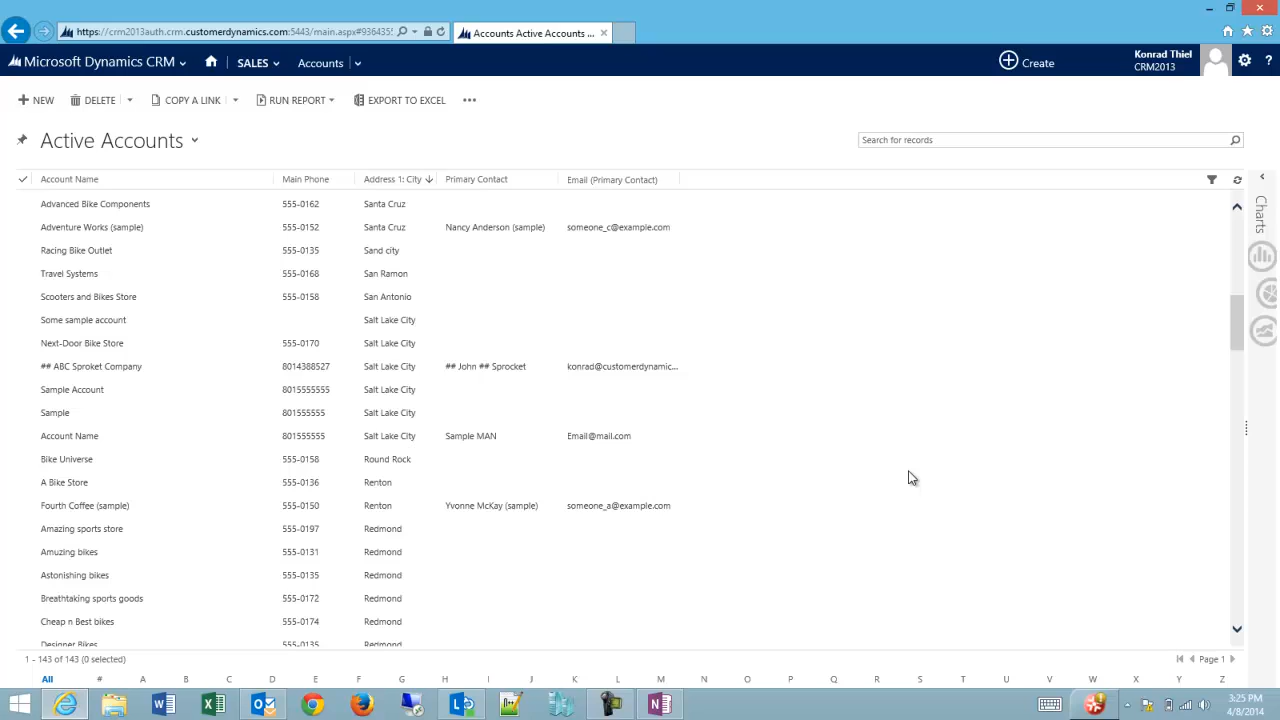 https://crm2013auth.crm.customerdynamics.com:5443/main.aspx#936435
Accounts Active Accounts ...
Microsoft Dynamics CRM
SALES
Accounts
Create
Konrad Thiel
CRM2013
?
NEW
DELETE
COPY A LINK
RUN REPORT
EXPORT TO EXCEL
•••
Active Accounts
Search for records
Account Name Main Phone Address 1: City Primary Contact Email (Primary Contact)
Charts
Advanced Bike Components 555-0162 Santa Cruz
Adventure Works (sample) 555-0152 Santa Cruz Nancy Anderson (sample) someone_c@example.com
Racing Bike Outlet 555-0135 Sand city
Travel Systems 555-0168 San Ramon
Scooters and Bikes Store 555-0158 San Antonio
Some sample account Salt Lake City
Next-Door Bike Store 555-0170 Salt Lake City
## ABC Sproket Company 8014388527 Salt Lake City ## John ## Sprocket konrad@customerdynamic...
Sample Account 8015555555 Salt Lake City
Sample 801555555 Salt Lake City
Account Name 801555555 Salt Lake City Sample MAN Email@mail.com
Bike Universe 555-0158 Round Rock
A Bike Store 555-0136 Renton
Fourth Coffee (sample) 555-0150 Renton Yvonne McKay (sample) someone_a@example.com
Amazing sports store 555-0197 Redmond
Amuzing bikes 555-0131 Redmond
Astonishing bikes 555-0135 Redmond
Breathtaking sports goods 555-0172 Redmond
Cheap n Best bikes 555-0174 Redmond
Designer Bikes 555-0135 Redmond
1 - 143 of 143 (0 selected)
Page 1
All # A B C D E F G H I J K L M N O P Q R S T U V W X Y Z
3:25 PM
4/8/2014